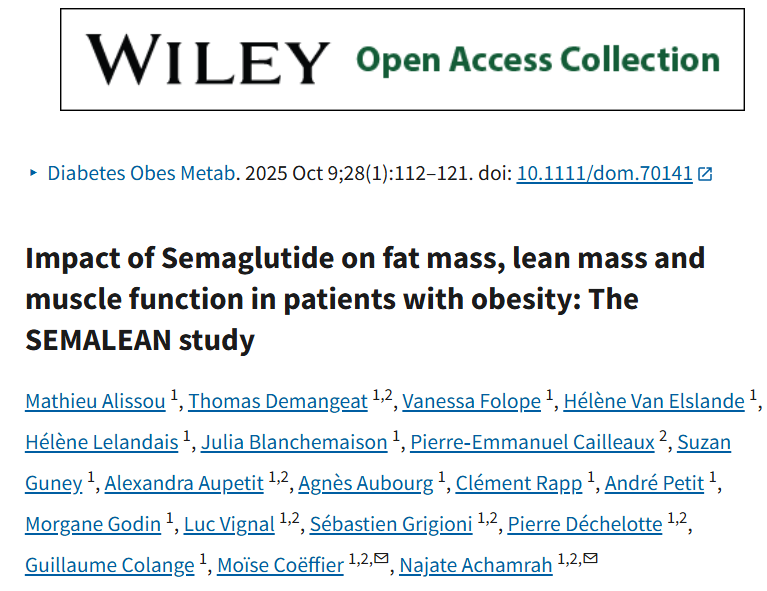 WILEY Open Access Collection
‣ Diabetes Obes Metab. 2025 Oct 9;28(1):112–121. doi: 10.1111/dom.70141
Impact of Semaglutide on fat mass, lean mass and
muscle function in patients with obesity: The
SEMALEAN study
Mathieu Alissou 1, Thomas Demangeat 1,2, Vanessa Folope 1, Hélène Van Elslande 1,
Hélène Lelandais 1, Julia Blanchemaison 1, Pierre‐Emmanuel Cailleaux 2, Suzan
Guney 1, Alexandra Aupetit 1,2, Agnès Aubourg 1, Clément Rapp 1, André Petit 1,
Morgane Godin 1, Luc Vignal 1,2, Sébastien Grigioni 1,2, Pierre Déchelotte 1,2,
Guillaume Colange 1, Moïse Coëffier 1,2,✉, Najate Achamrah 1,2,✉